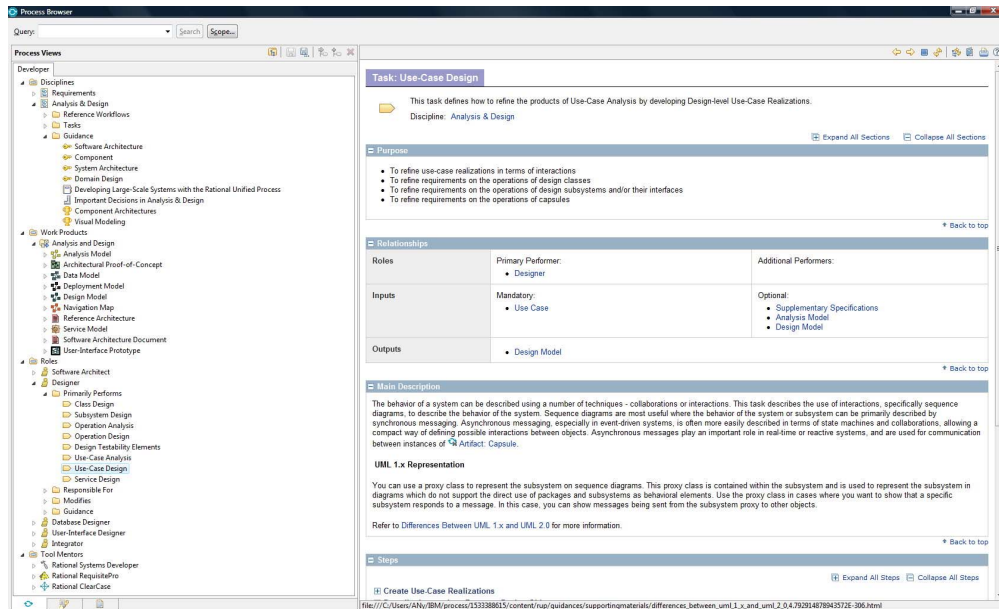 Process Browser
Query:
Search
Scope...
Process Views
Developer
Disciplines
Requirements
Analysis & Design
Reference Workflows
Tasks
Guidance
Software Architecture
Component
System Architecture
Domain Design
Developing Large-Scale Systems with the Rational Unified Process
Important Decisions in Analysis & Design
Component Architectures
Visual Modeling
Work Products
Analysis and Design
Analysis Model
Architectural Proof-of-Concept
Data Model
Deployment Model
Design Model
Navigation Map
Reference Architecture
Service Model
Software Architecture Document
User-Interface Prototype
Roles
Software Architect
Designer
Primarily Performs
Class Design
Subsystem Design
Operation Analysis
Operation Design
Design Testability Elements
Use-Case Analysis
Use-Case Design
Service Design
Responsible For
Modifies
Guidance
Database Designer
User-Interface Designer
Integrator
Tool Mentors
Rational Systems Developer
Rational RequisitePro
Rational ClearCase
Task: Use-Case Design
This task defines how to refine the products of Use-Case Analysis by developing Design-level Use-Case Realizations.
Discipline: Analysis & Design
Expand All Sections Collapse All Sections
Purpose
• To refine use-case realizations in terms of interactions
• To refine requirements on the operations of design classes
• To refine requirements on the operations of design subsystems and/or their interfaces
• To refine requirements on the operations of capsules
Back to top
Relationships
Roles
Primary Performer:
• Designer
Additional Performers:
Inputs
Mandatory:
• Use Case
Optional:
• Supplementary Specifications
• Analysis Model
• Design Model
Outputs
• Design Model
Back to top
Main Description
The behavior of a system can be described using a number of techniques - collaborations or interactions. This task describes the use of interactions, specifically sequence
diagrams, to describe the behavior of the system. Sequence diagrams are most useful where the behavior of the system or subsystem can be primarily described by
synchronous messaging. Asynchronous messaging, especially in event-driven systems, is often more easily described in terms of state machines and collaborations, allowing a
compact way of defining possible interactions between objects. Asynchronous messages play an important role in real-time or reactive systems, and are used for communication
between instances of Artifact: Capsule.
UML 1.x Representation
You can use a proxy class to represent the subsystem on sequence diagrams. This proxy class is contained within the subsystem and is used to represent the subsystem in
diagrams which do not support the direct use of packages and subsystems as behavioral elements. Use the proxy class in cases where you want to show that a specific
subsystem responds to a message. In this case, you can show messages being sent from the subsystem proxy to other objects.
Refer to Differences Between UML 1.x and UML 2.0 for more information.
Back to top
Steps
Expand All Steps Collapse All Steps
Create Use-Case Realizations
file:///C:/Users/ANy/IBM/process/1533388615/content/rup/guidances/supportingmaterials/differences_between_uml_1_x_and_uml_2_0,4.792914878943572E-306.html